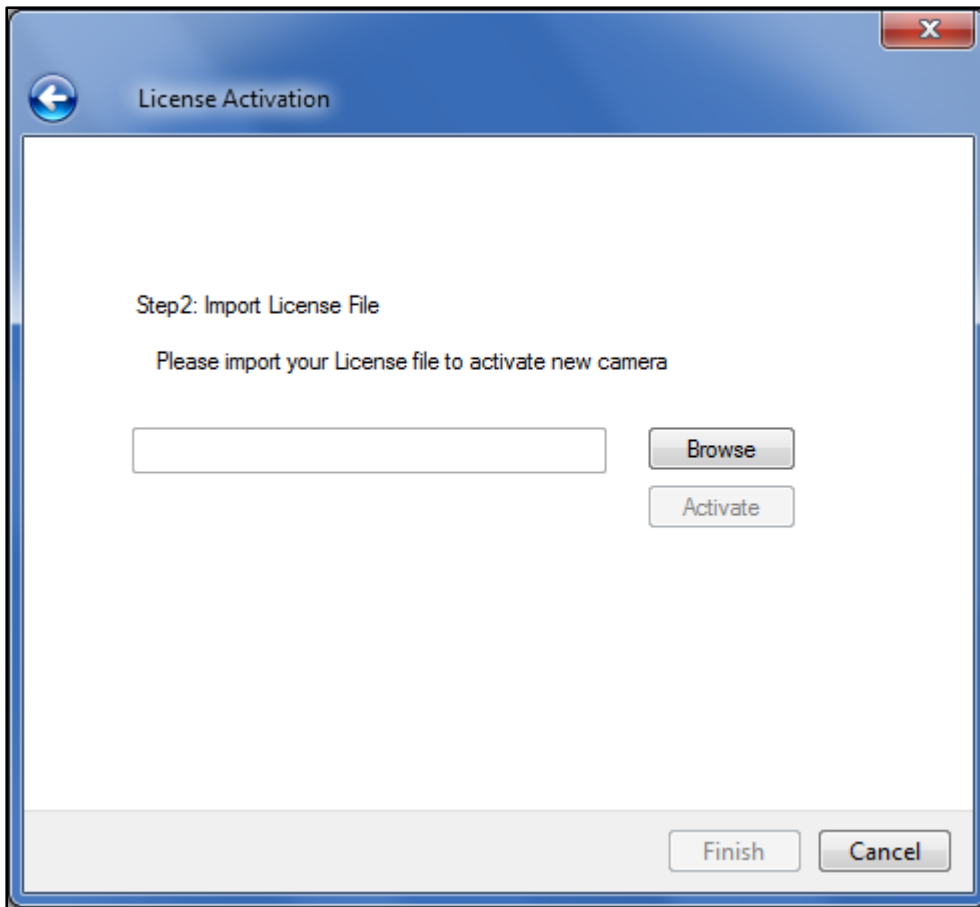 License Activation
Step2: Import License File
Please import your License file to activate new camera
Browse
Activate
Finish
Cancel